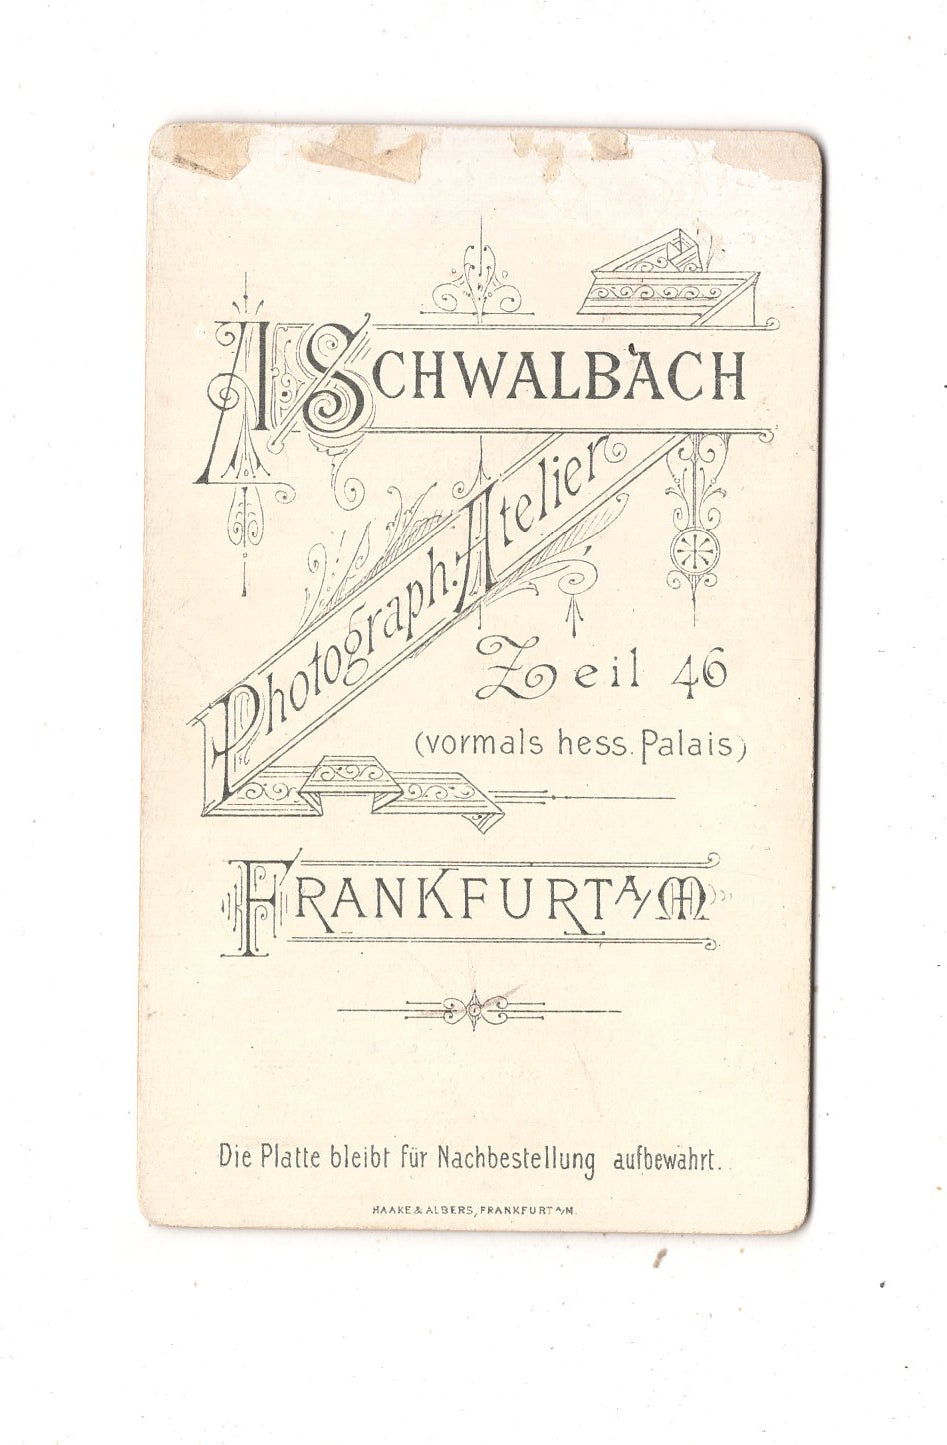 A. SCHWALBACH
Photograph: Atelier
Zeil 46
(vormals hess. Palais)
FRANKFURT A/M
Die Platte bleibt für Nachbestellung aufbewahrt.
HAAKE & ALBERS, FRANKFURT A/M.